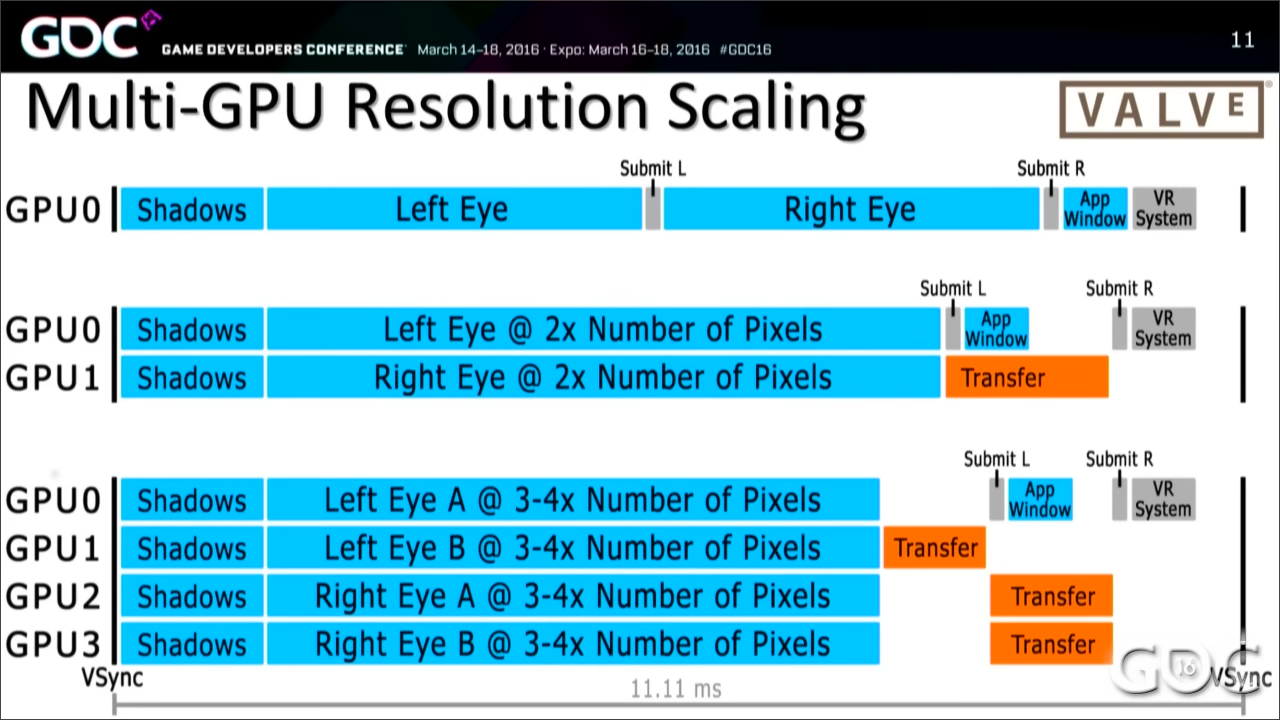 GDC
GAME DEVELOPERS CONFERENCE® March 14–18, 2016 · Expo: March 16–18, 2016 #GDC16
11
Multi-GPU Resolution Scaling
VALVE®
Submit L
Submit R
GPU0 Shadows Left Eye Right Eye App Window VR System
Submit L
Submit R
GPU0 Shadows Left Eye @ 2x Number of Pixels App Window VR System
GPU1 Shadows Right Eye @ 2x Number of Pixels Transfer
Submit L
Submit R
GPU0 Shadows Left Eye A @ 3-4x Number of Pixels App Window VR System
GPU1 Shadows Left Eye B @ 3-4x Number of Pixels Transfer
GPU2 Shadows Right Eye A @ 3-4x Number of Pixels Transfer
GPU3 Shadows Right Eye B @ 3-4x Number of Pixels Transfer
GDC 16
VSync
VSync
11.11 ms